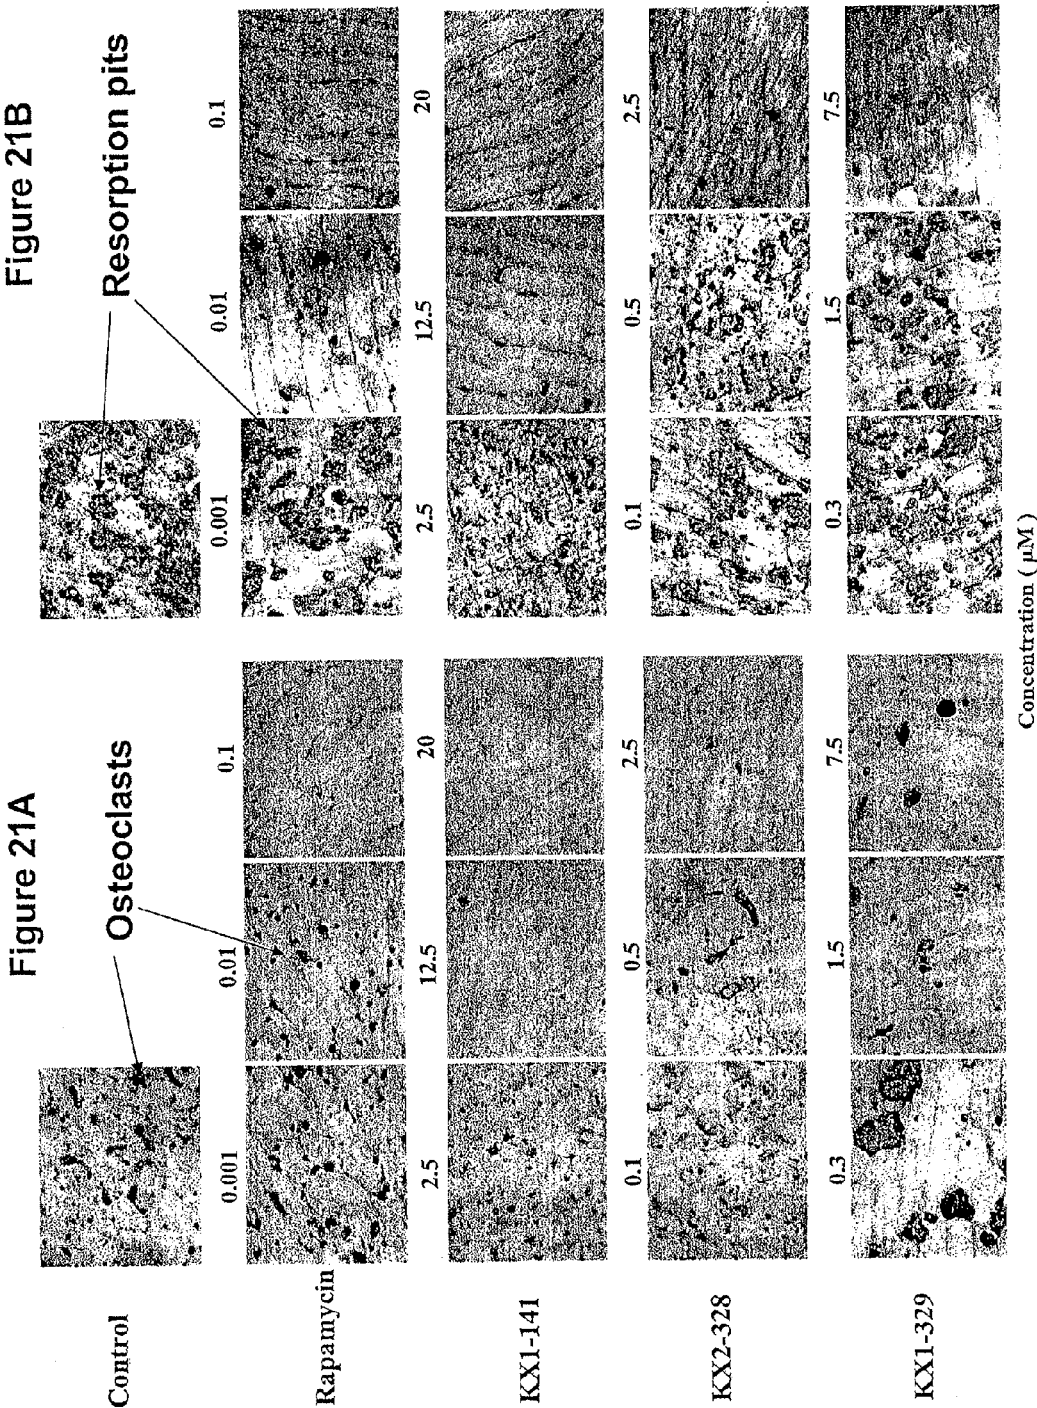 Figure 21A
Figure 21B
Osteoclasts
Resorption pits
Control
0.001
0.01
0.1
0.001
0.01
0.1
Rapamycin
2.5
12.5
20
2.5
12.5
20
KX1-141
0.1
0.5
2.5
0.1
0.5
2.5
KX2-328
0.3
1.5
7.5
0.3
1.5
7.5
KX1-329
Concentration ( µM )